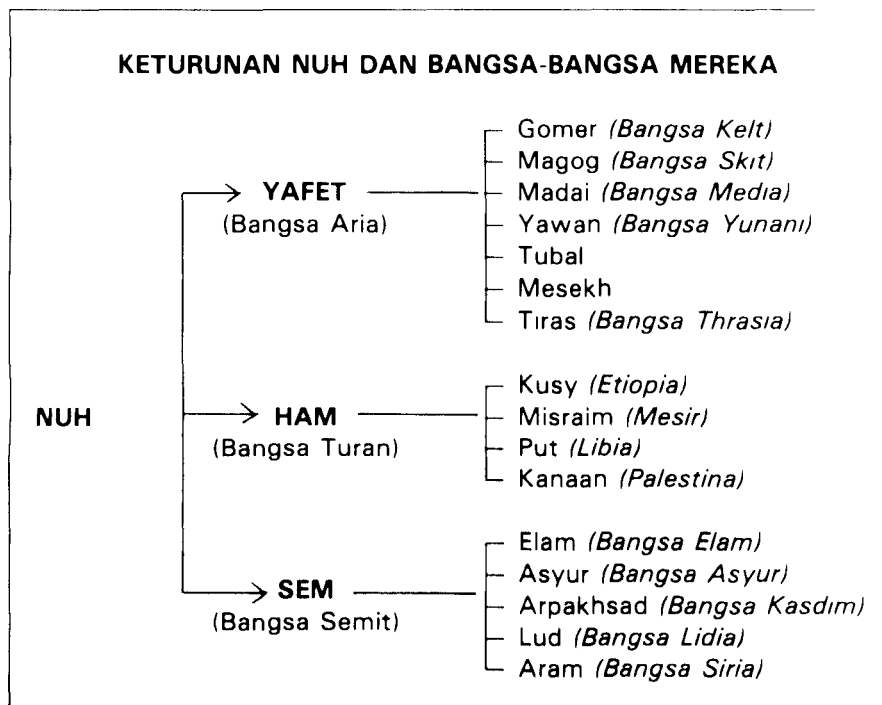 KETURUNAN NUH DAN BANGSA-BANGSA MEREKA
NUH
YAFET
(Bangsa Aria)
Gomer (Bangsa Kelt)
Magog (Bangsa Skit)
Madai (Bangsa Media)
Yawan (Bangsa Yunani)
Tubal
Mesekh
Tiras (Bangsa Thrasia)
HAM
(Bangsa Turan)
Kusy (Etiopia)
Misraim (Mesir)
Put (Libia)
Kanaan (Palestina)
SEM
(Bangsa Semit)
Elam (Bangsa Elam)
Asyur (Bangsa Asyur)
Arpakhsad (Bangsa Kasdim)
Lud (Bangsa Lidia)
Aram (Bangsa Siria)